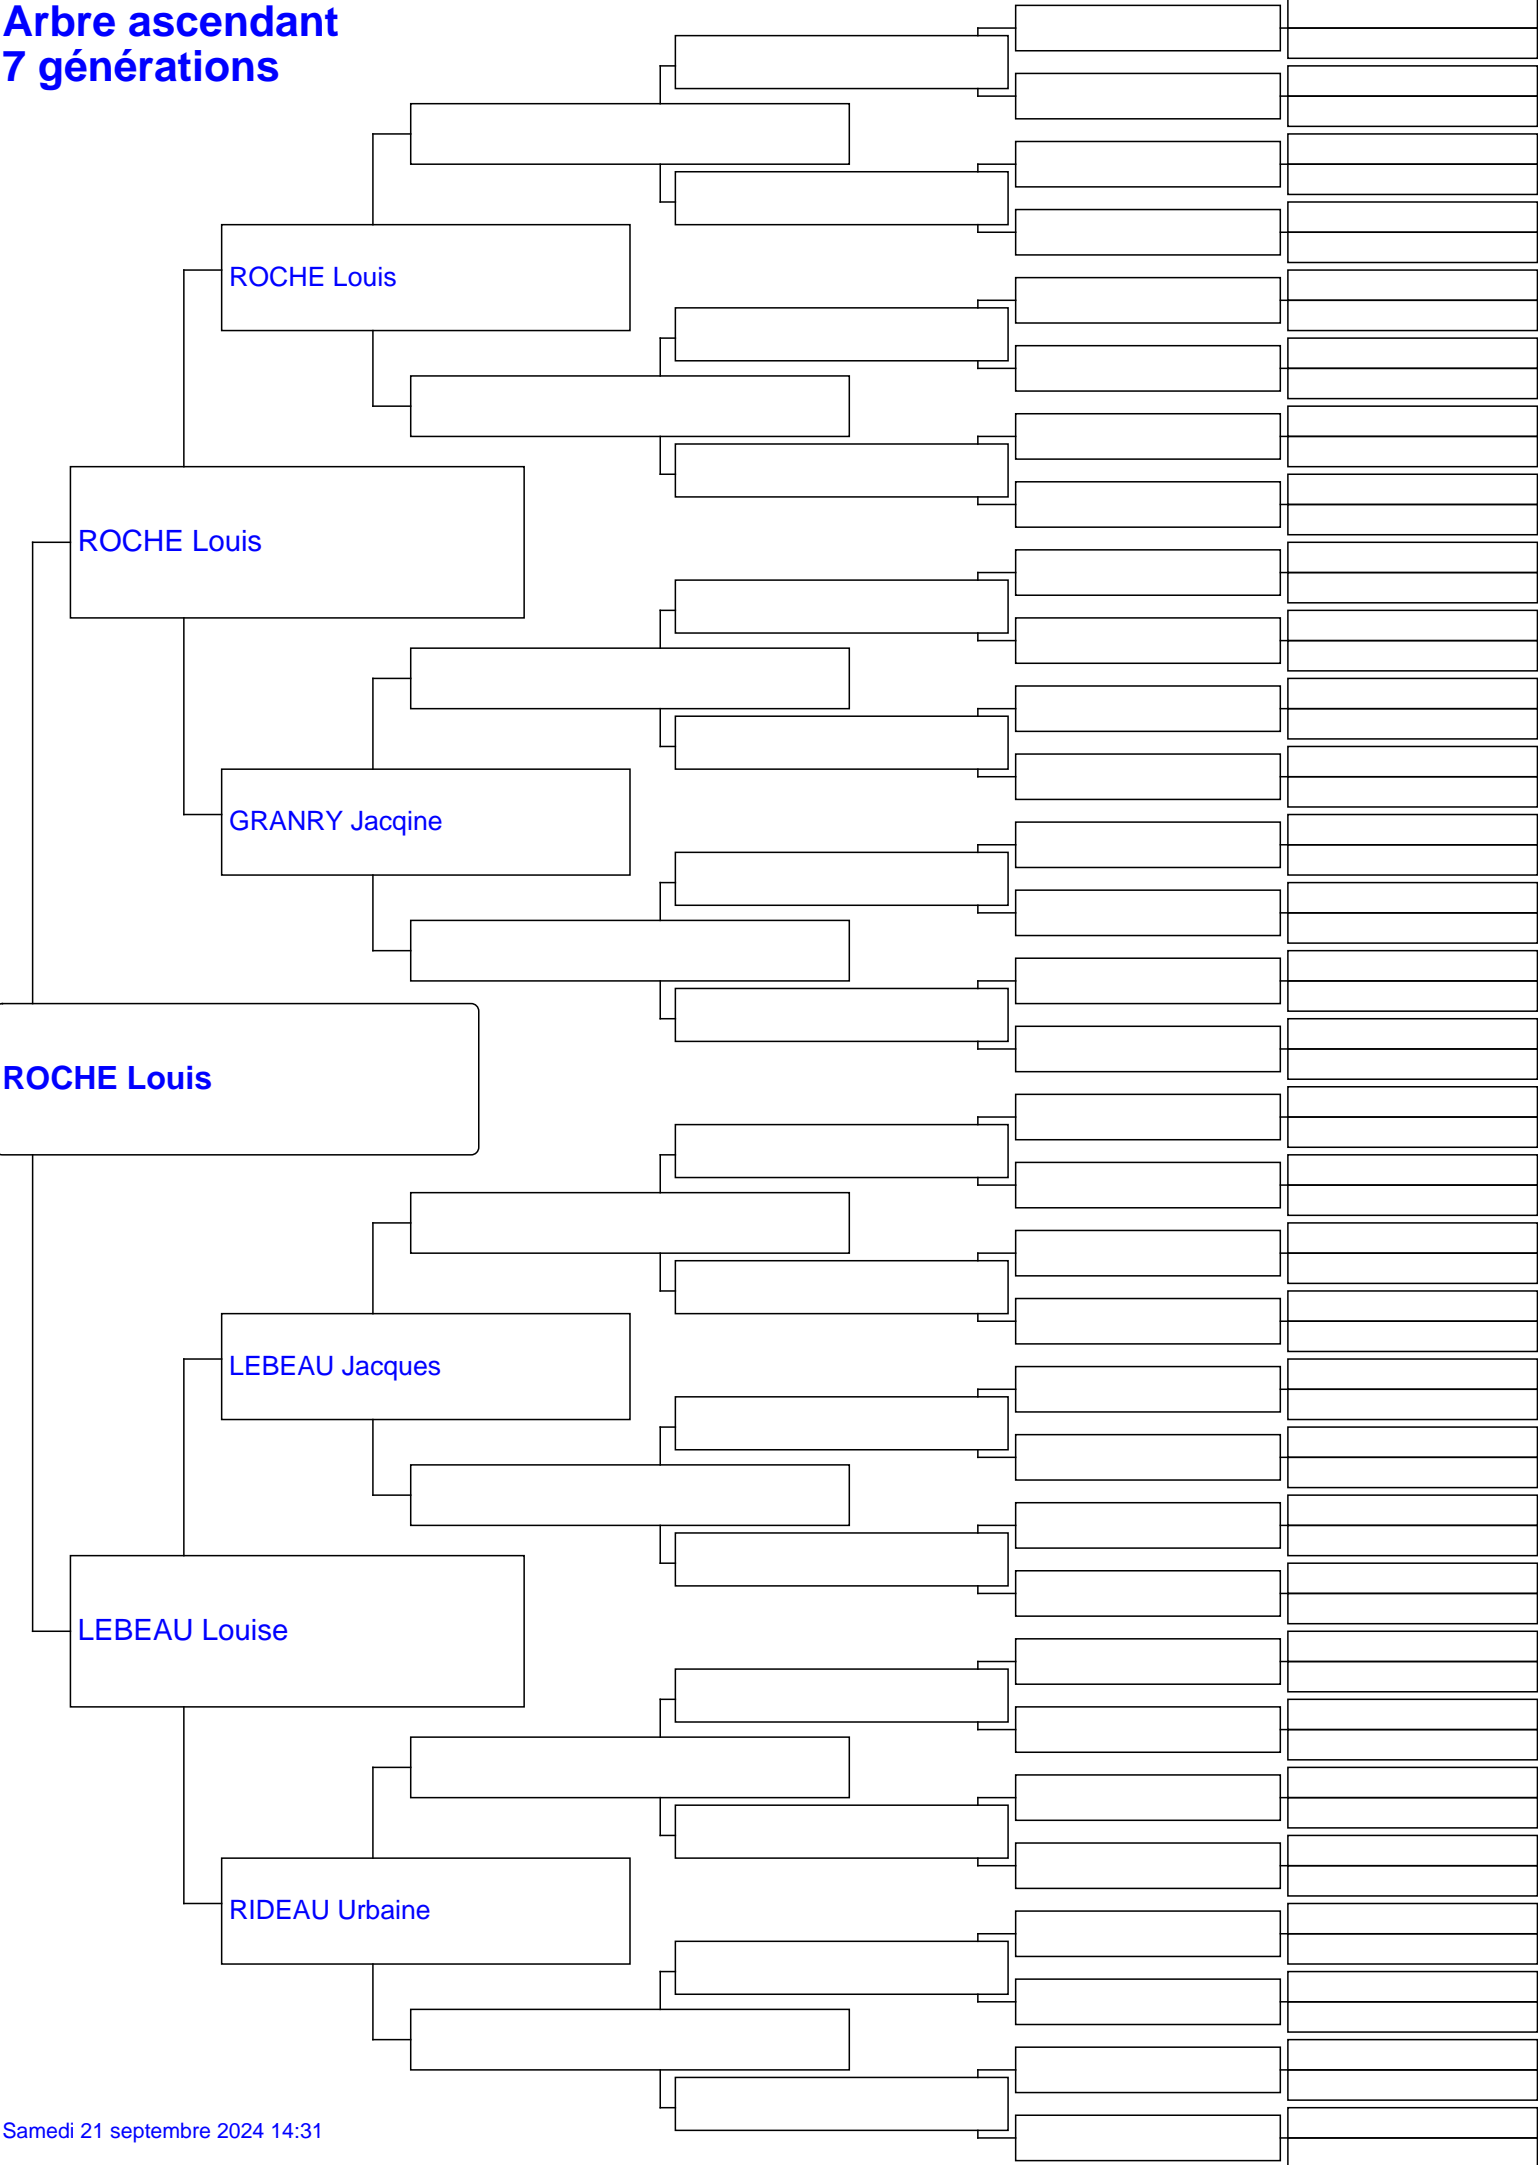 Arbre ascendant
7 générations
ROCHE Louis
ROCHE Louis
GRANRY Jacqine
ROCHE Louis
LEBEAU Jacques
LEBEAU Louise
RIDEAU Urbaine
Samedi 21 septembre 2024 14:31